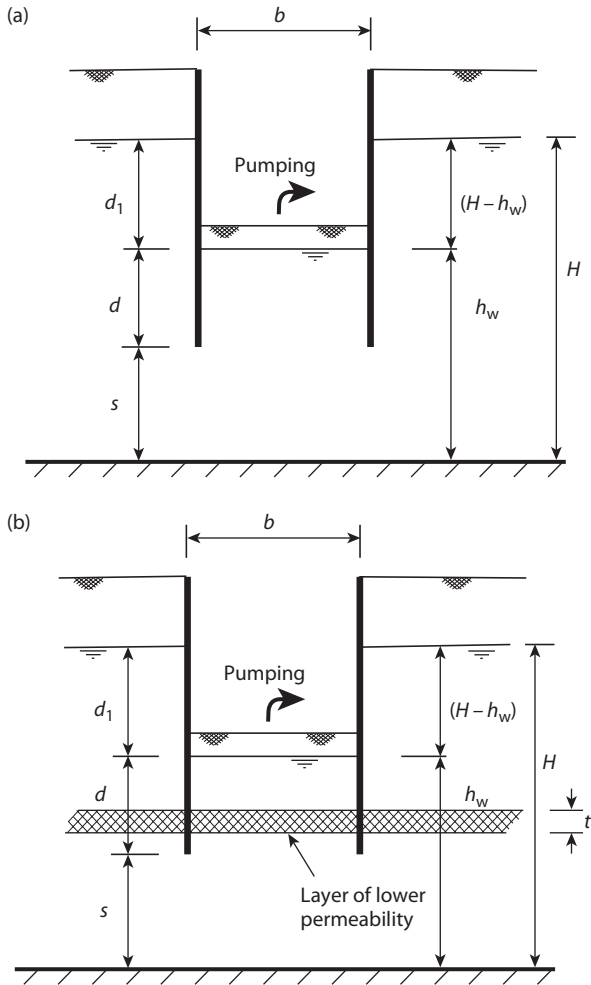 (a)
b
Pumping
d1
(H – hw)
H
d
hw
s
(b)
b
Pumping
d1
(H – hw)
H
d
hw
t
Layer of lower
permeability
s